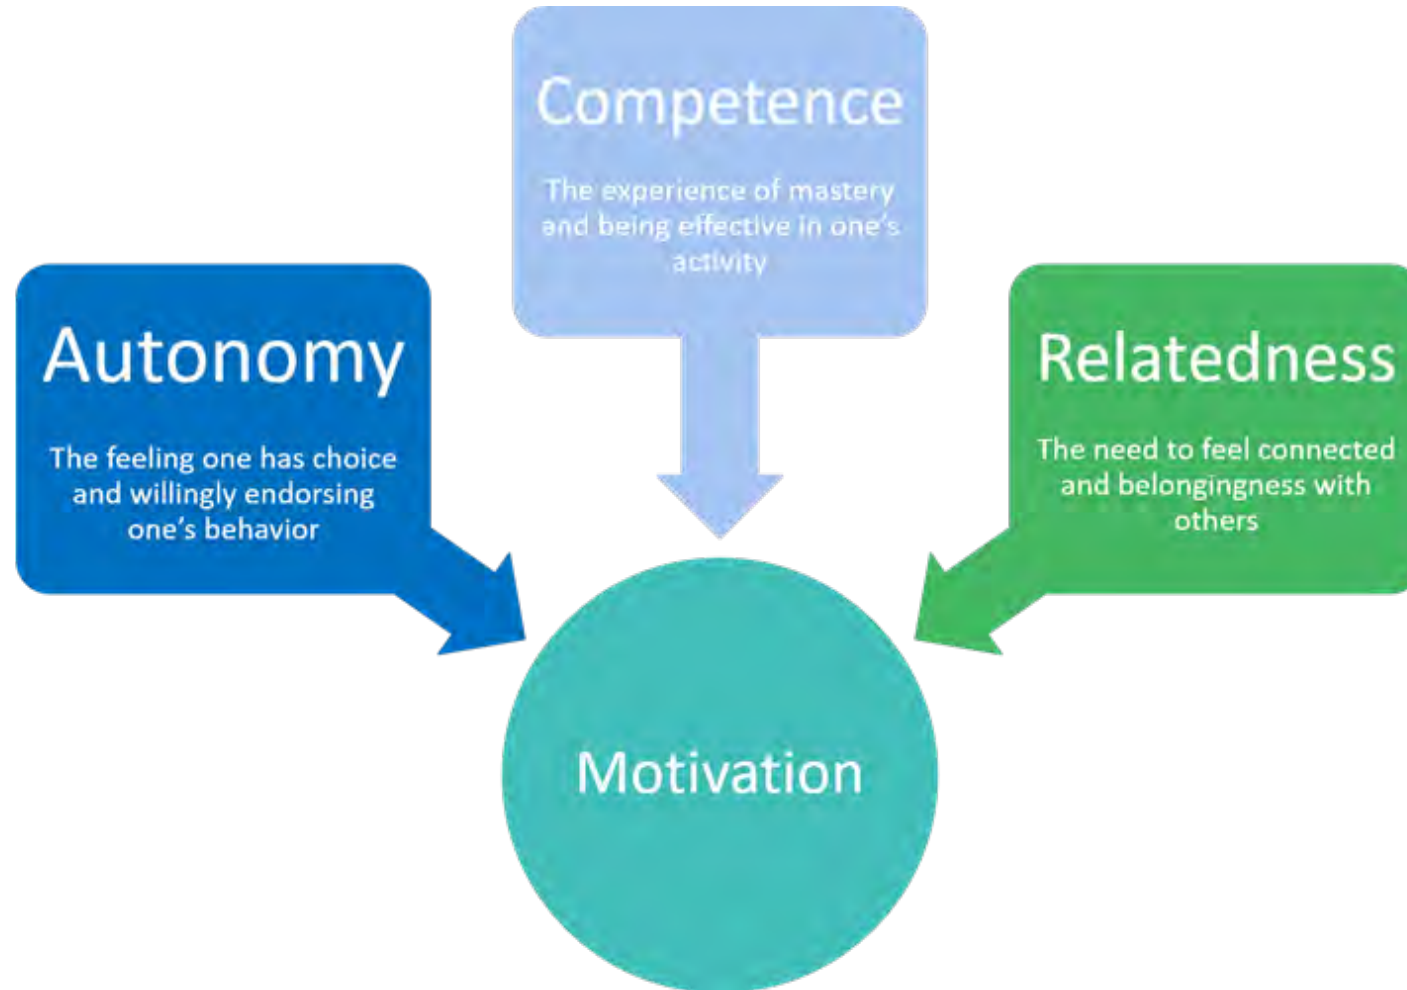 Competence
The experience of mastery
and being effective in one's
activity
Autonomy
The feeling one has choice
and willingly endorsing
one's behavior
Relatedness
The need to feel connected
and belongingness with
others
Motivation